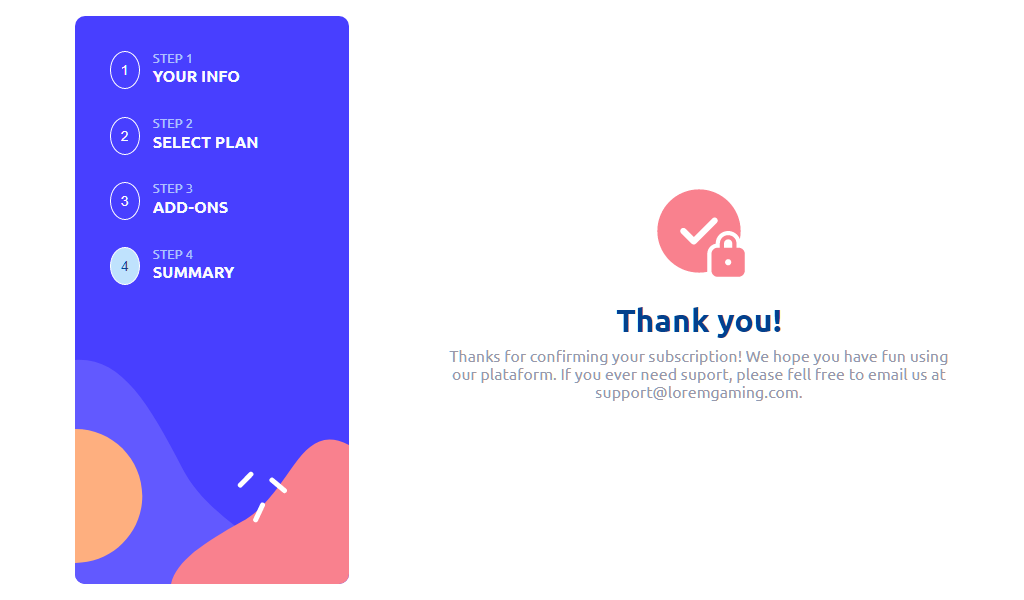 1
STEP 1
YOUR INFO
2
STEP 2
SELECT PLAN
3
STEP 3
ADD-ONS
4
STEP 4
SUMMARY
Thank you!
Thanks for confirming your subscription! We hope you have fun using
our plataform. If you ever need suport, please fell free to email us at
support@loremgaming.com.